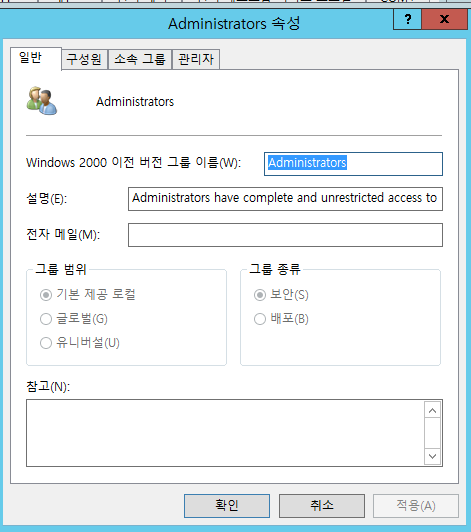 Administrators 속성
?
x
일반
구성원
소속 그룹
관리자
Administrators
Windows 2000 이전 버전 그룹 이름(W):
Administrators
설명(E):
Administrators have complete and unrestricted access to
전자 메일(M):
그룹 범위
기본 제공 로컬
글로벌(G)
유니버설(U)
그룹 종류
보안(S)
배포(B)
참고(N):
확인
취소
적용(A)